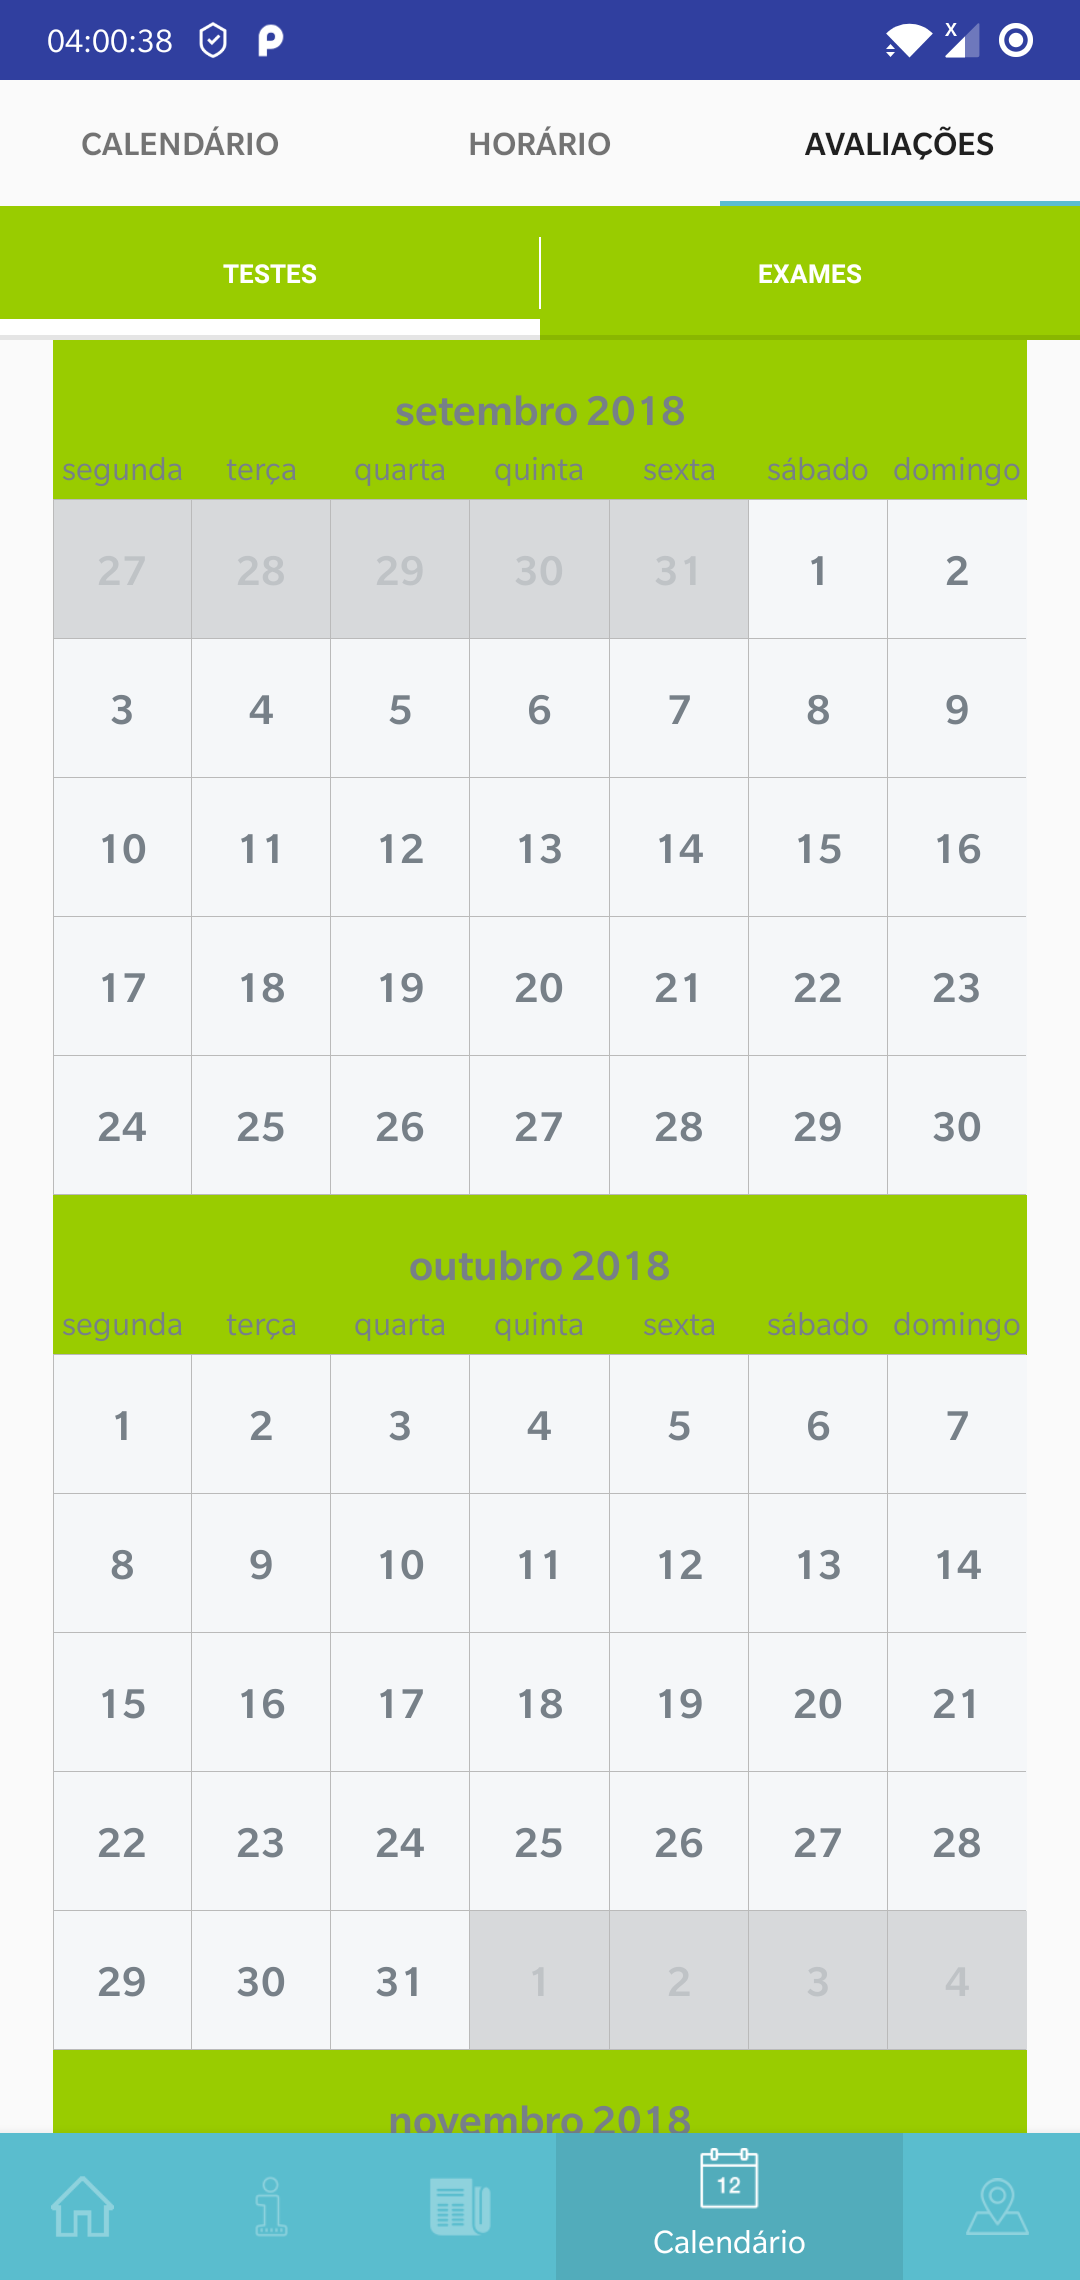 04:00:38
CALENDÁRIO HORÁRIO AVALIAÇÕES
TESTES EXAMES
setembro 2018
segunda terça quarta quinta sexta sábado domingo
27 28 29 30 31 1 2
3 4 5 6 7 8 9
10 11 12 13 14 15 16
17 18 19 20 21 22 23
24 25 26 27 28 29 30
outubro 2018
segunda terça quarta quinta sexta sábado domingo
1 2 3 4 5 6 7
8 9 10 11 12 13 14
15 16 17 18 19 20 21
22 23 24 25 26 27 28
29 30 31 1 2 3 4
novembro 2018
12
Calendário